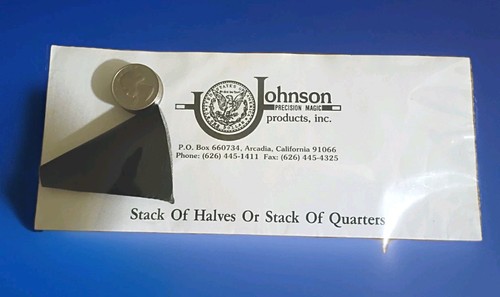 Johnson
PRECISION MAGIC
products, inc.
P.O. Box 660734, Arcadia, California 91066
Phone: (626) 445-1411 Fax: (626) 445-4325
Stack Of Halves Or Stack Of Quarters